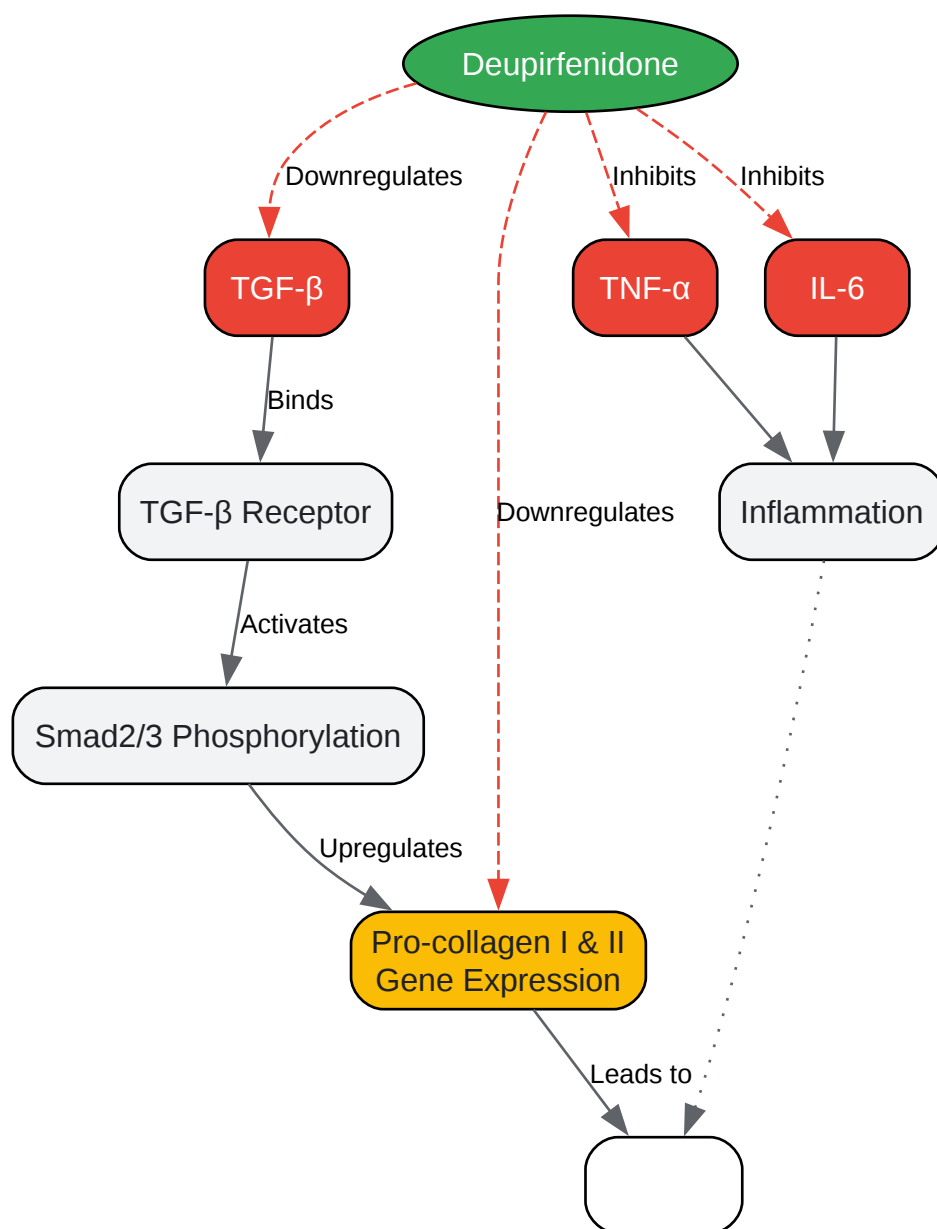 Deupirfenidone
Downregulates
Inhibits
Inhibits
TGF-β
TNF-α
IL-6
Binds
TGF-β Receptor
Downregulates
Inflammation
Activates
Smad2/3 Phosphorylation
Upregulates
Pro-collagen I & II
Gene Expression
Leads to